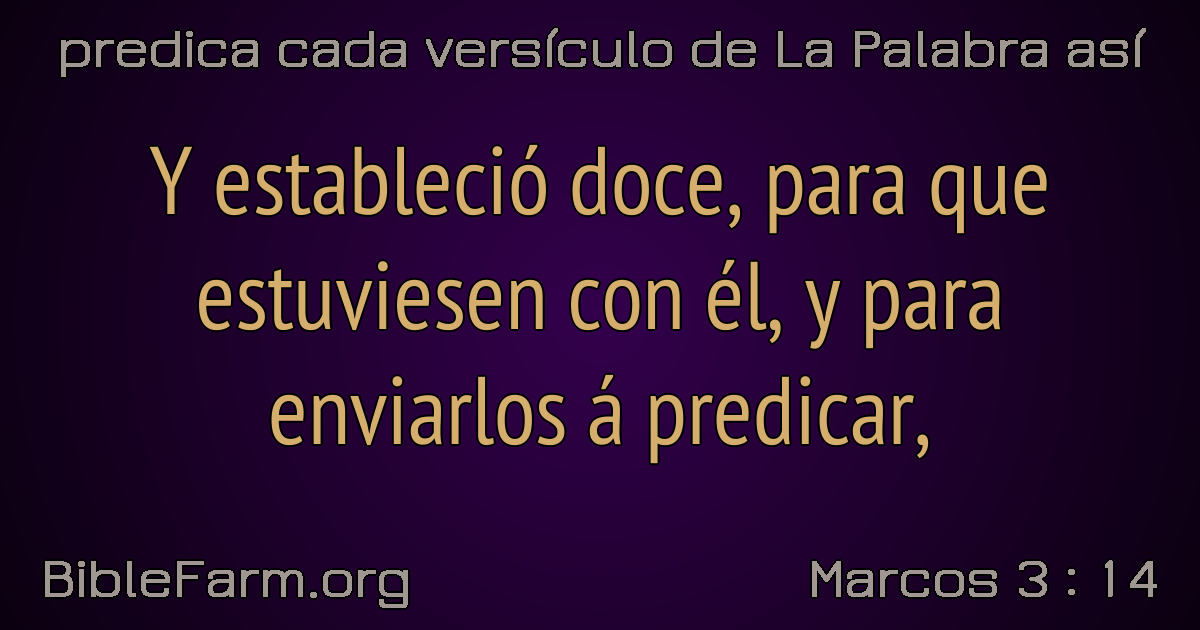 predica cada versículo de La Palabra así
Y estableció doce, para que
estuviesen con él, y para
enviarlos á predicar,
BibleFarm.org
Marcos 3 : 14